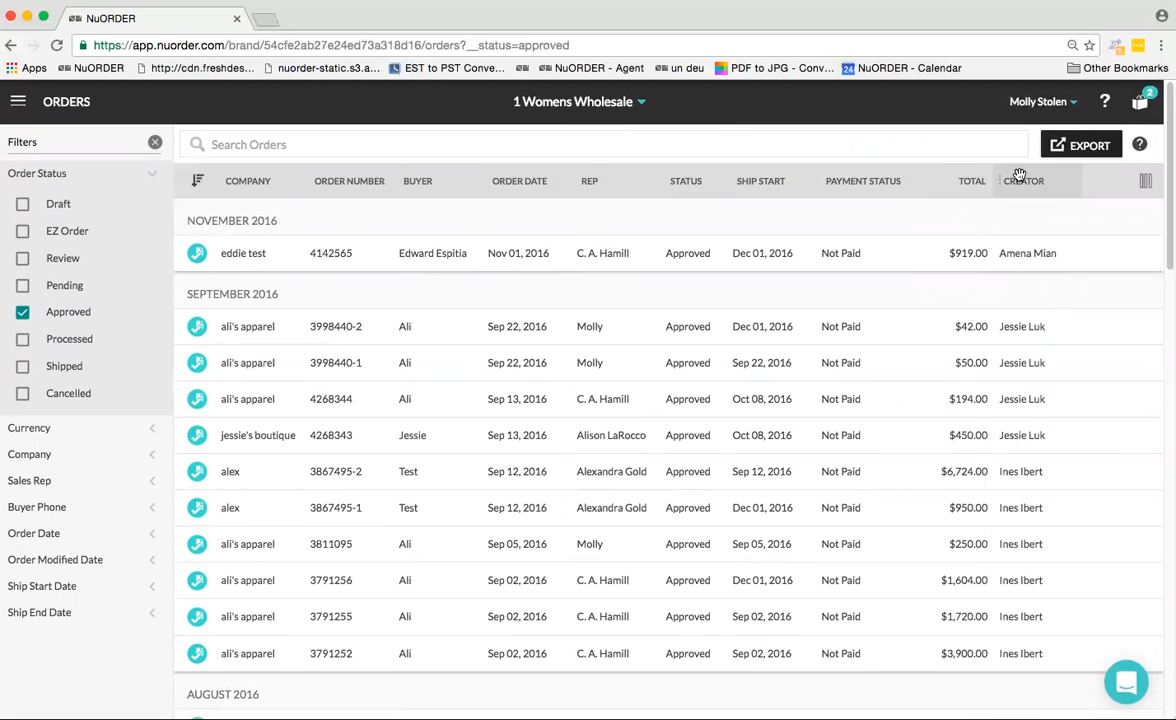 NuORDER
https://app.nuorder.com/brand/54cfe2ab27e24ed73a318d16/orders?__status=approved
Apps NuORDER http://cdn.freshdes... nuorder-static.s3.a... EST to PST Conve... NuORDER - Agent un deu PDF to JPG - Conv... 24 NuORDER - Calendar Other Bookmarks
ORDERS 1 Womens Wholesale Molly Stolen ? 2
Filters Search Orders EXPORT ?
Order Status COMPANY ORDER NUMBER BUYER ORDER DATE REP STATUS SHIP START PAYMENT STATUS TOTAL CREATOR
Draft
EZ Order
Review
Pending
Approved
Processed
Shipped
Cancelled
Currency
Company
Sales Rep
Buyer Phone
Order Date
Order Modified Date
Ship Start Date
Ship End Date
NOVEMBER 2016
eddie test 4142565 Edward Espitia Nov 01, 2016 C. A. Hamill Approved Dec 01, 2016 Not Paid $919.00 Amena Mian
SEPTEMBER 2016
ali's apparel 3998440-2 Ali Sep 22, 2016 Molly Approved Dec 01, 2016 Not Paid $42.00 Jessie Luk
ali's apparel 3998440-1 Ali Sep 22, 2016 Molly Approved Sep 22, 2016 Not Paid $50.00 Jessie Luk
ali's apparel 4268344 Ali Sep 13, 2016 C. A. Hamill Approved Oct 08, 2016 Not Paid $194.00 Jessie Luk
jessie's boutique 4268343 Jessie Sep 13, 2016 Alison LaRocco Approved Oct 08, 2016 Not Paid $450.00 Jessie Luk
alex 3867495-2 Test Sep 12, 2016 Alexandra Gold Approved Sep 12, 2016 Not Paid $6,724.00 Ines Ibert
alex 3867495-1 Test Sep 12, 2016 Alexandra Gold Approved Dec 01, 2016 Not Paid $950.00 Ines Ibert
ali's apparel 3811095 Ali Sep 05, 2016 Molly Approved Sep 05, 2016 Not Paid $250.00 Ines Ibert
ali's apparel 3791256 Ali Sep 02, 2016 C. A. Hamill Approved Dec 01, 2016 Not Paid $1,604.00 Ines Ibert
ali's apparel 3791255 Ali Sep 02, 2016 C. A. Hamill Approved Sep 02, 2016 Not Paid $1,720.00 Ines Ibert
ali's apparel 3791252 Ali Sep 02, 2016 C. A. Hamill Approved Sep 02, 2016 Not Paid $3,900.00 Ines Ibert
AUGUST 2016